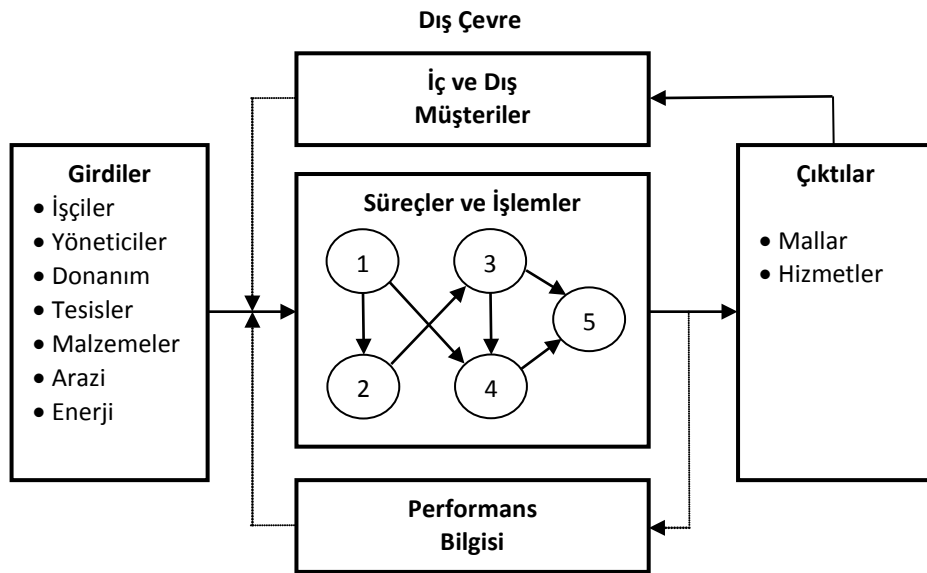 Dış Çevre
İç ve Dış
Müşteriler
Girdiler
• İşçiler
• Yöneticiler
• Donanım
• Tesisler
• Malzemeler
• Arazi
• Enerji
Süreçler ve İşlemler
1
3
5
2
4
Çıktılar
• Mallar
• Hizmetler
Performans
Bilgisi